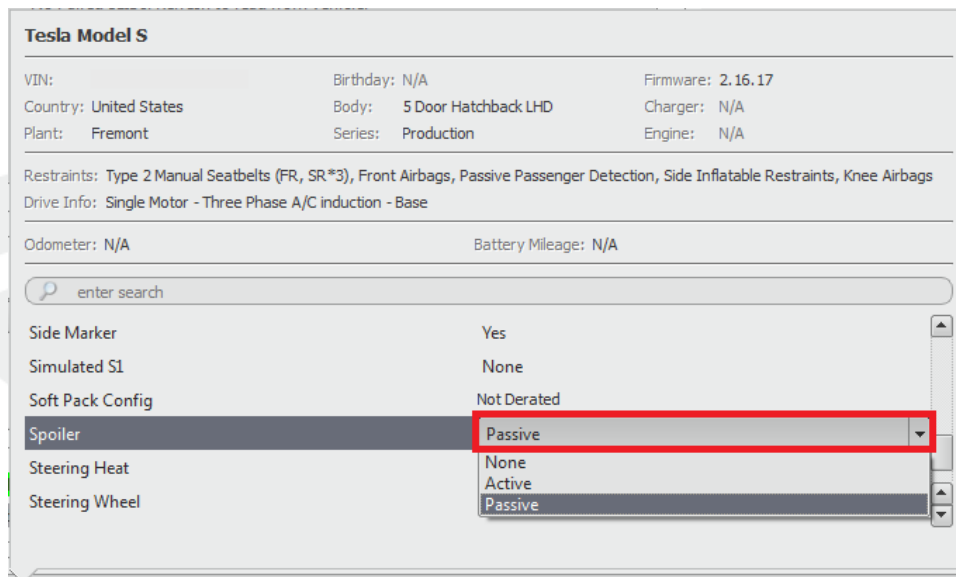 Tesla Model S
VIN: Birthday: N/A Firmware: 2.16.17
Country: United States Body: 5 Door Hatchback LHD Charger: N/A
Plant: Fremont Series: Production Engine: N/A
Restraints: Type 2 Manual Seatbelts (FR, SR*3), Front Airbags, Passive Passenger Detection, Side Inflatable Restraints, Knee Airbags
Drive Info: Single Motor - Three Phase A/C induction - Base
Odometer: N/A Battery Mileage: N/A
enter search
Side Marker Yes
Simulated S1 None
Soft Pack Config Not Derated
Spoiler Passive
None
Steering Heat
Active
Steering Wheel
Passive